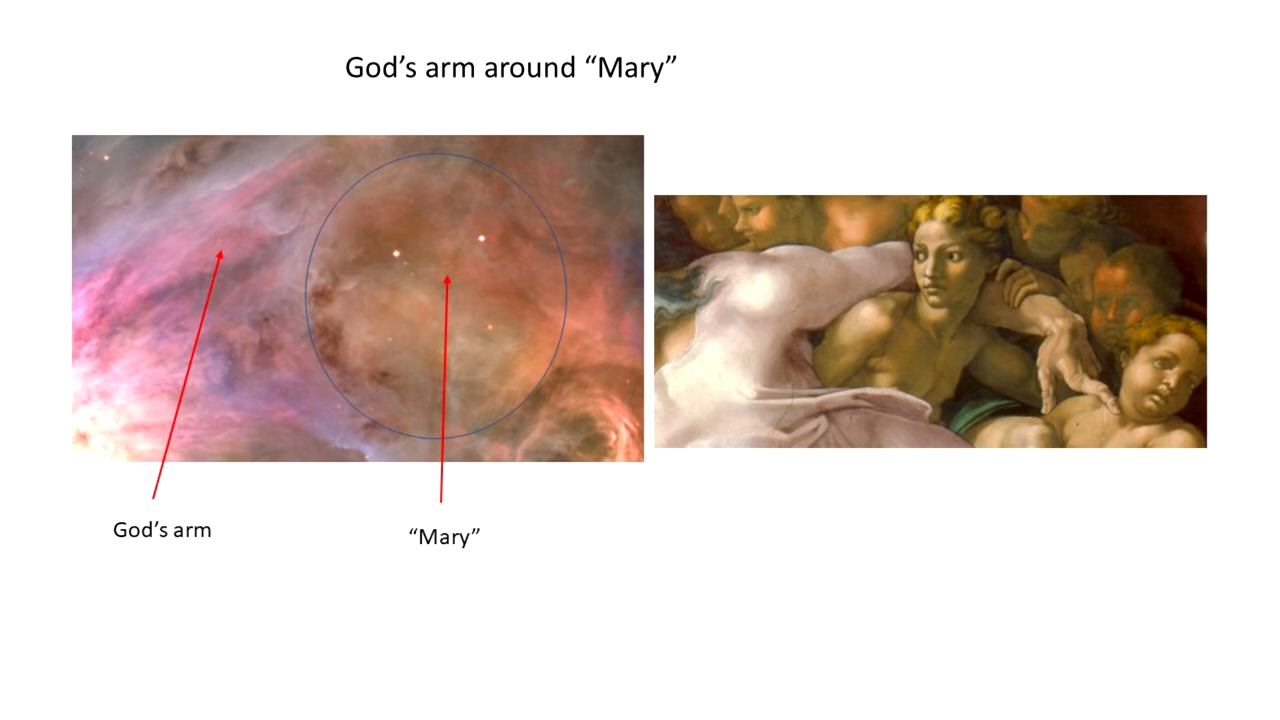 God’s arm around “Mary”
God’s arm
“Mary”